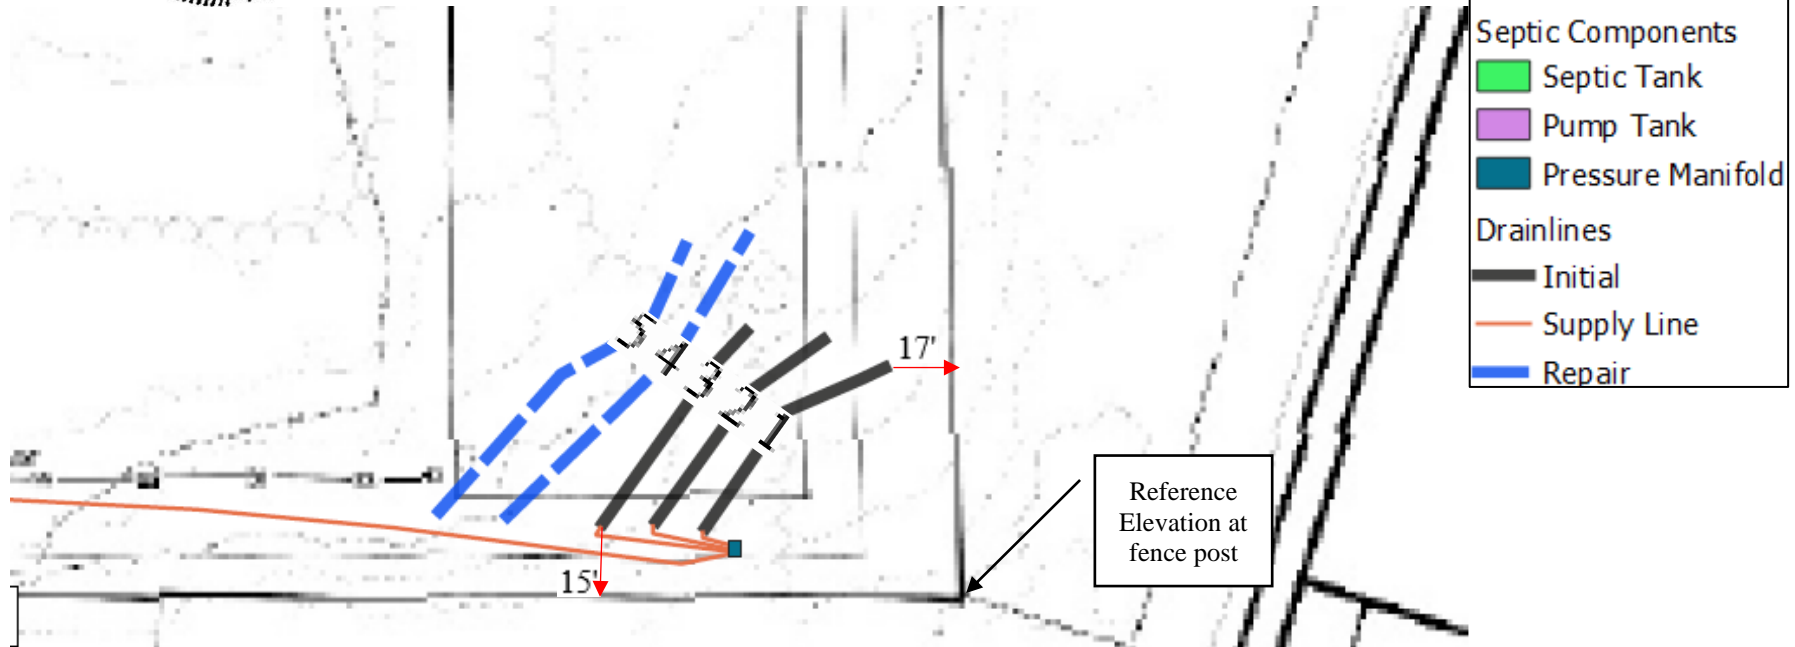 Septic Components
Septic Tank
Pump Tank
Pressure Manifold
Drainlines
Initial
Supply Line
Repair
5
4
3
2
1
17'
15'
Reference
Elevation at
fence post